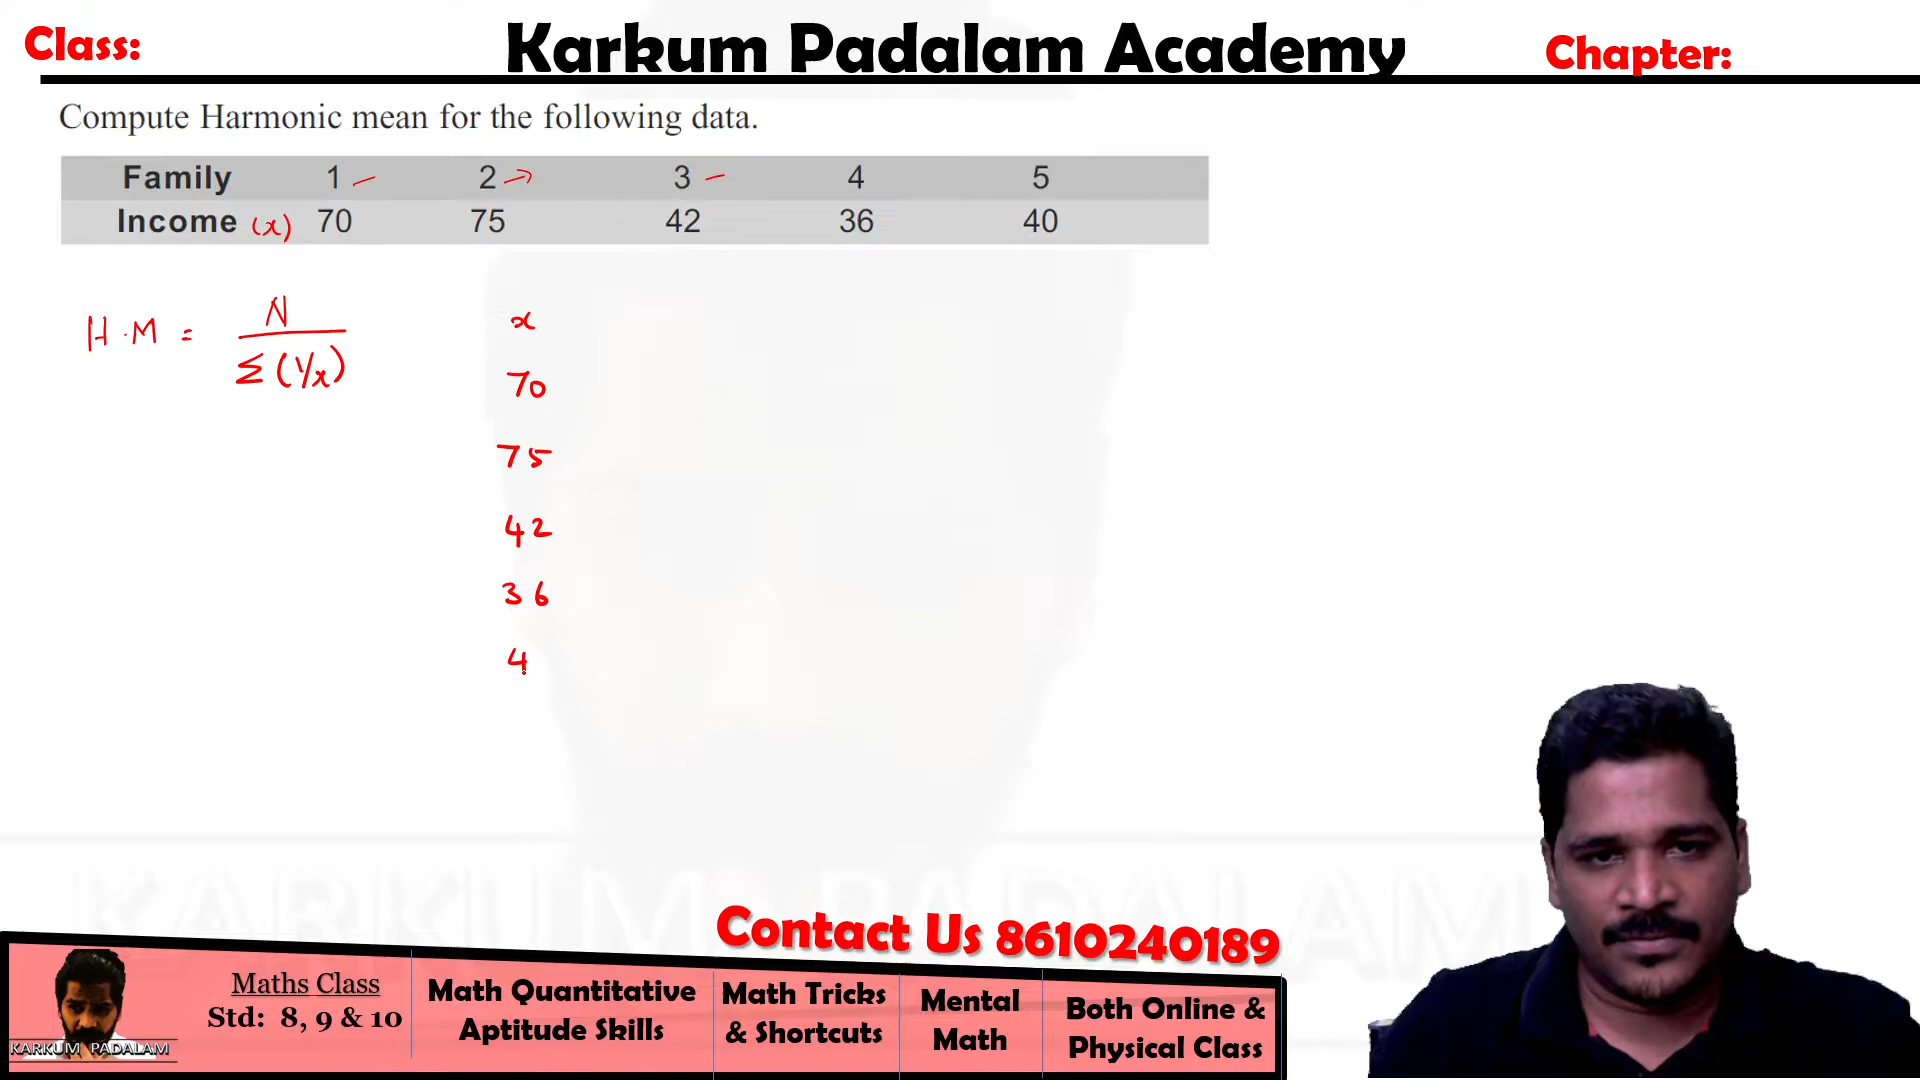 Class:
Karkum Padalam Academy
Chapter:
Compute Harmonic mean for the following data.
Family 1 2 3 4 5
Income (x) 70 75 42 36 40
H.M = N / Σ (1/x)
x
70
75
42
36
4
KARKUM PADALAM
Contact Us 8610240189
KARKUM PADALAM
Maths Class
Std: 8, 9 & 10
Math Quantitative
Aptitude Skills
Math Tricks
& Shortcuts
Mental
Math
Both Online &
Physical Class